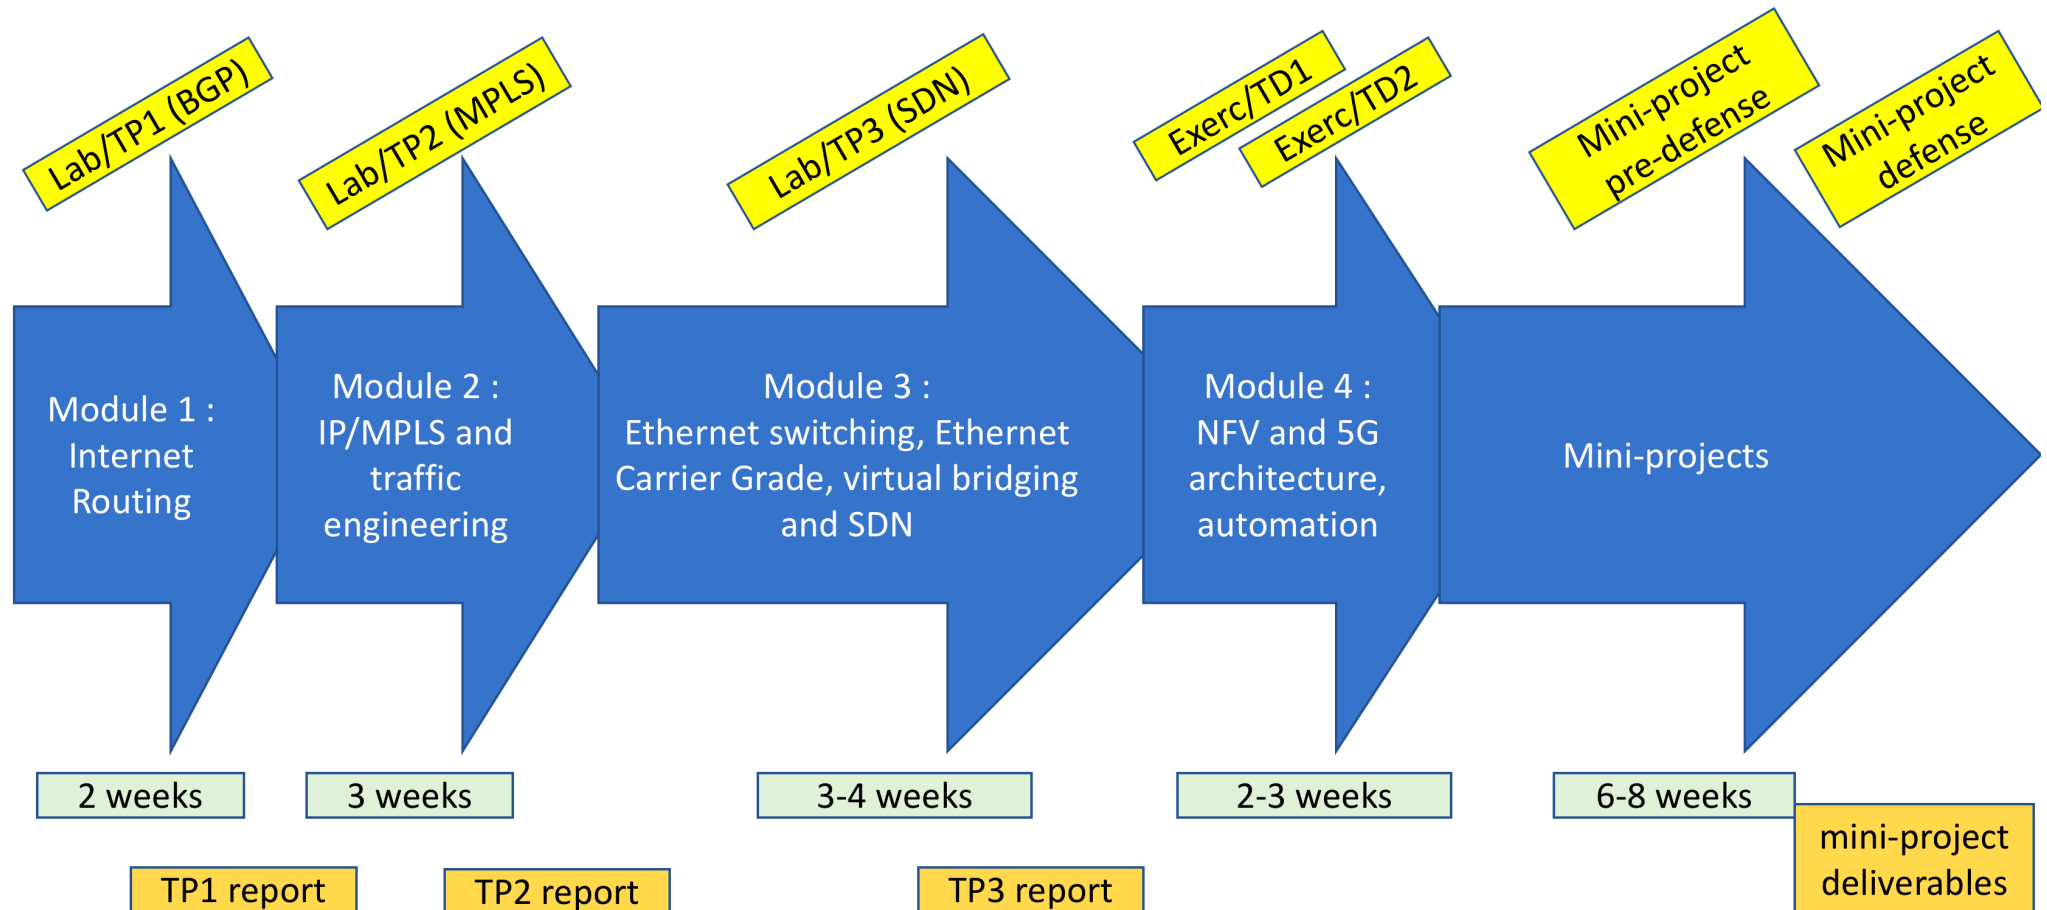 Lab/TP1 (BGP)
Lab/TP2 (MPLS)
Lab/TP3 (SDN)
Exerc/TD1
Exerc/TD2
Mini-project
pre-defense
Mini-project
defense
Module 1 :
Internet
Routing
Module 2 :
IP/MPLS and
traffic
engineering
Module 3 :
Ethernet switching, Ethernet
Carrier Grade, virtual bridging
and SDN
Module 4 :
NFV and 5G
architecture,
automation
Mini-projects
2 weeks
3 weeks
3-4 weeks
2-3 weeks
6-8 weeks
TP1 report
TP2 report
TP3 report
mini-project
deliverables